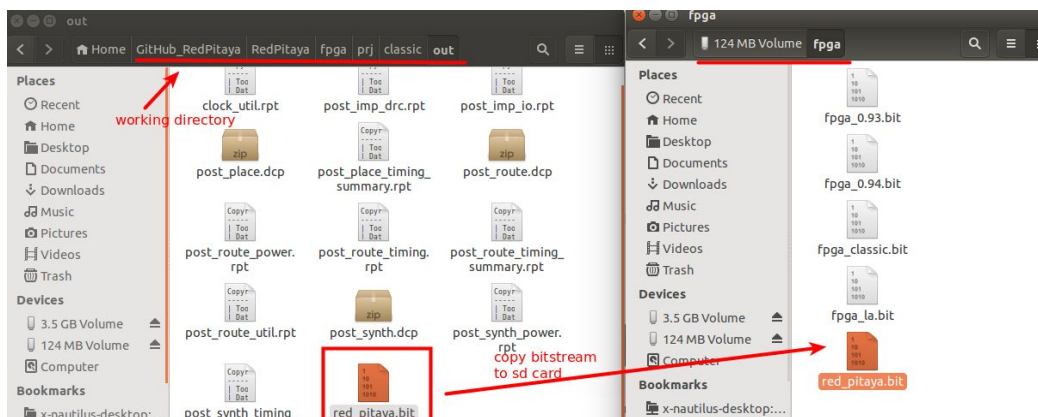 out
Home GitHub_RedPitaya RedPitaya fpga prj classic out
Places
Recent
Home
Desktop
Documents
Downloads
Music
Pictures
Videos
Trash
Devices
3.5 GB Volume
124 MB Volume
Computer
Bookmarks
x-nautilus-desktop:
working directory
clock_util.rpt
post_imp_drc.rpt
post_imp_io.rpt
post_place.dcp
post_place_timing_
summary.rpt
post_route.dcp
post_route_power.
rpt
post_route_timing.
rpt
post_route_timing_
summary.rpt
post_route_util.rpt
post_synth.dcp
post_synth_power.
rpt
post_synth_timing
red_pitaya.bit
copy bitstream
to sd card
fpga
124 MB Volume fpga
Places
Recent
Home
Desktop
Documents
Downloads
Music
Pictures
Videos
Trash
Devices
3.5 GB Volume
124 MB Volume
Computer
Bookmarks
x-nautilus-desktop:...
fpga_0.93.bit
fpga_0.94.bit
fpga_classic.bit
fpga_la.bit
red_pitaya.bit